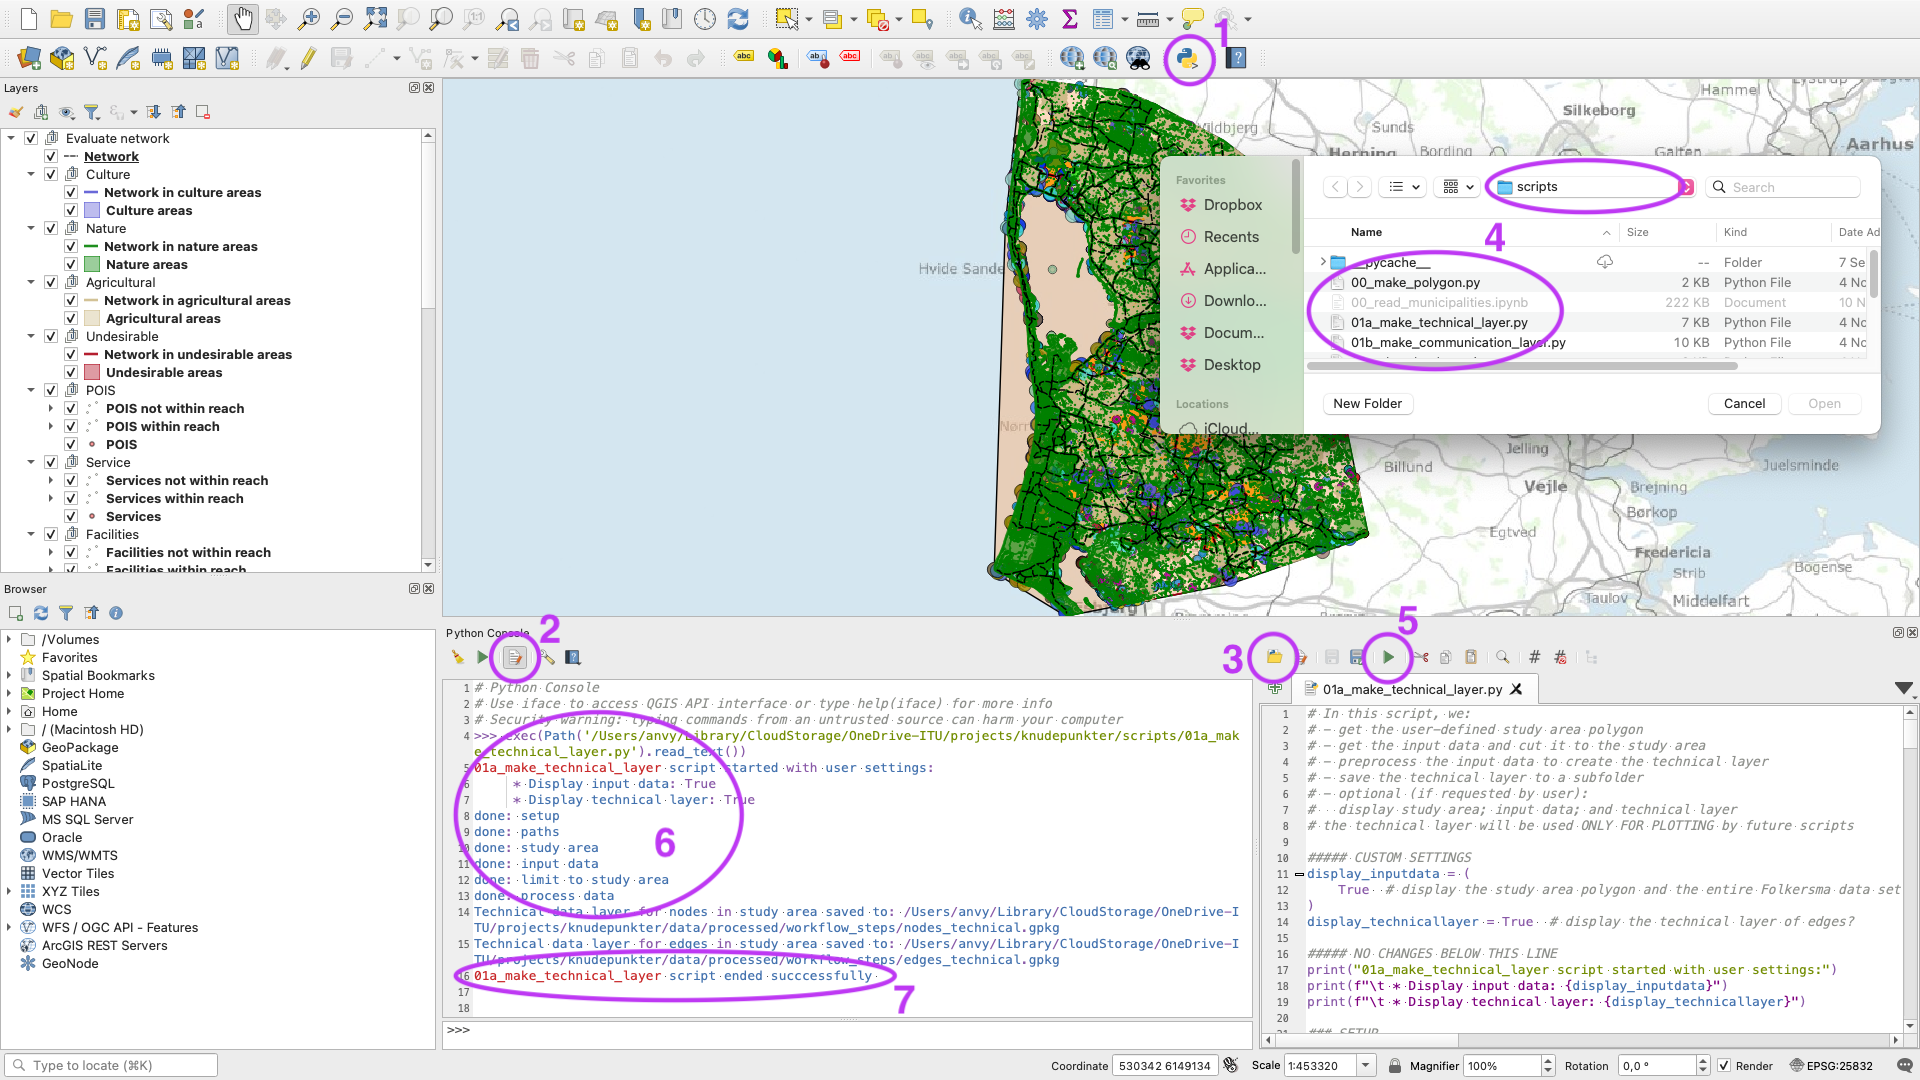 1
Layers
Evaluate network
Network
Culture
Network in culture areas
Culture areas
Nature
Network in nature areas
Nature areas
Agricultural
Network in agricultural areas
Agricultural areas
Undesirable
Network in undesirable areas
Undesirable areas
POIS
POIS not within reach
POIS within reach
POIS
Service
Services not within reach
Services within reach
Services
Facilities
Facilities not within reach
Facilities within reach
Browser
/Volumes
Favorites
Spatial Bookmarks
Project Home
Home
/ (Macintosh HD)
GeoPackage
SpatiaLite
PostgreSQL
SAP HANA
MS SQL Server
Oracle
WMS/WMTS
Vector Tiles
XYZ Tiles
WCS
WFS / OGC API - Features
ArcGIS REST Servers
GeoNode
Hammel
Silkeborg
Vildbjerg
Sunds
Aarhus
Herning
Bording
Galten
Hvide Sande
Nørr
Jelling
Billund
Juelsminde
Vejle
Brejning
Børkop
Egtved
Fredericia
Strib
Bogense
Taulov
Middelfart
Favorites
Dropbox
Recents
Applica...
Downlo...
Docum...
Desktop
Locations
iCloud...
scripts
Search
4
Name Size Kind Date Ad
__pycache__ -- Folder 7 Se
00_make_polygon.py 2 KB Python File 4 No
00_read_municipalities.ipynb 222 KB Document 10 N
01a_make_technical_layer.py 7 KB Python File 4 No
01b_make_communication_layer.py 10 KB Python File 4 No
New Folder Cancel Open
Python Console
2
3
5
1 # Python Console
2 # Use iface to access QGIS API interface or type help(iface) for more info
3 # Security warning: typing commands from an untrusted source can harm your computer
4 >>> exec(Path('/Users/anvy/Library/CloudStorage/OneDrive-ITU/projects/knudepunkter/scripts/01a_mak
e_technical_layer.py').read_text())
5 01a_make_technical_layer script started with user settings:
6 * Display input data: True
7 * Display technical layer: True
8 done: setup
9 done: paths
10 done: study area
11 done: input data
12 done: limit to study area
13 done: process data
14 Technical data layer for nodes in study area saved to: /Users/anvy/Library/CloudStorage/OneDrive-I
TU/projects/knudepunkter/data/processed/workflow_steps/nodes_technical.gpkg
15 Technical data layer for edges in study area saved to: /Users/anvy/Library/CloudStorage/OneDrive-I
TU/projects/knudepunkter/data/processed/workflow_steps/edges_technical.gpkg
16 01a_make_technical_layer script ended succcessfully
17
18
6
7
>>>
01a_make_technical_layer.py
1 # In this script, we:
2 # - get the user-defined study area polygon
3 # - get the input data and cut it to the study area
4 # - preprocess the input data to create the technical layer
5 # - save the technical layer to a subfolder
6 # - optional (if requested by user):
7 # display study area; input data; and technical layer
8 # the technical layer will be used ONLY FOR PLOTTING by future scripts
9
10 ##### CUSTOM SETTINGS
11 display_inputdata = (
12 True # display the study area polygon and the entire Folkersma data set
13 )
14 display_technicallayer = True # display the technical layer of edges?
15
16 ##### NO CHANGES BELOW THIS LINE
17 print("01a_make_technical_layer script started with user settings:")
18 print(f"\t * Display input data: {display_inputdata}")
19 print(f"\t * Display technical layer: {display_technicallayer}")
20
21 ### SETUP
Type to locate (⌘K)
Coordinate 530342 6149134 Scale 1:453320 Magnifier 100% Rotation 0,0 ° Render EPSG:25832